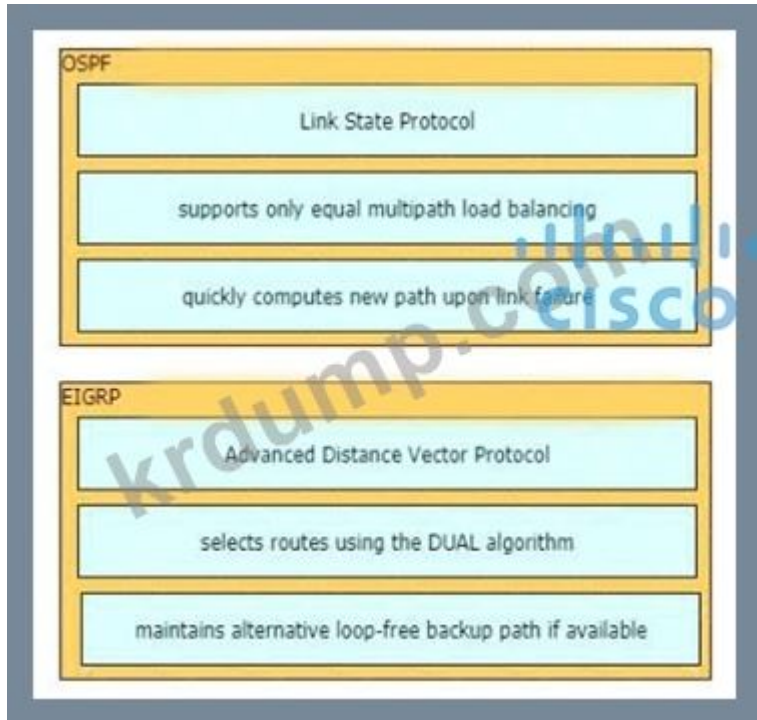 OSPF
Link State Protocol
supports only equal multipath load balancing
quickly computes new path upon link failure
cisco
krdump.com
EIGRP
Advanced Distance Vector Protocol
selects routes using the DUAL algorithm
maintains alternative loop-free backup path if available